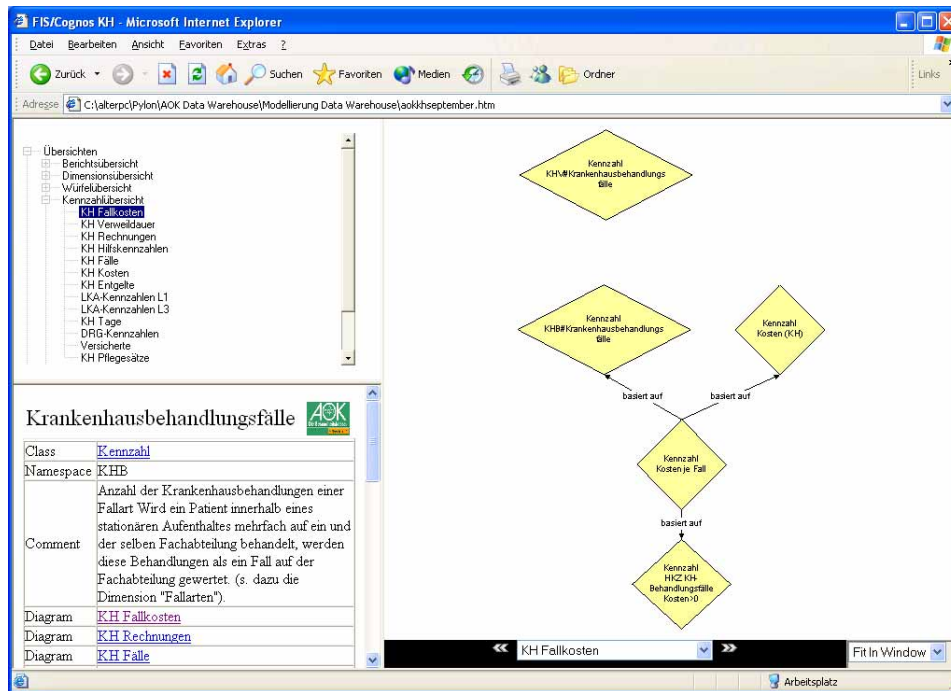 FIS/Cognos KH - Microsoft Internet Explorer
Datei Bearbeiten Ansicht Favoriten Extras ?
Zurück Suchen Favoriten Medien Ordner Links
Adresse C:\alterpc\Pylon\AOK Data Warehouse\Modellierung Data Warehouse\aokkhseptember.htm
Übersichten
Berichtsübersicht
Dimensionsübersicht
Würfelübersicht
Kennzahlübersicht
KH Fallkosten
KH Verweildauer
KH Rechnungen
KH Hilfskennzahlen
KH Fälle
KH Kosten
KH Entgelte
LKA-Kennzahlen L1
LKA-Kennzahlen L3
KH Tage
DRG-Kennzahlen
Versicherte
KH Pflegesätze
Krankenhausbehandlungsfälle AOK
Class Kennzahl
Namespace KHB
Comment Anzahl der Krankenhausbehandlungen einer
Fallart Wird ein Patient innerhalb eines
stationären Aufenthaltes mehrfach auf ein und
der selben Fachabteilung behandelt, werden
diese Behandlungen als ein Fall auf der
Fachabteilung gewertet. (s. dazu die
Dimension "Fallarten").
Diagram KH Fallkosten
Diagram KH Rechnungen
Diagram KH Fälle
Kennzahl
KHV#Krankenhausbehandlungs
fälle
Kennzahl
KHB#Krankenhausbehandlungs
fälle
Kennzahl
Kosten (KH)
basiert auf
basiert auf
Kennzahl
Kosten je Fall
basiert auf
Kennzahl
HKZ KH-
Behandlungsfälle
Kosten>0
KH Fallkosten
Fit In Window
Arbeitsplatz